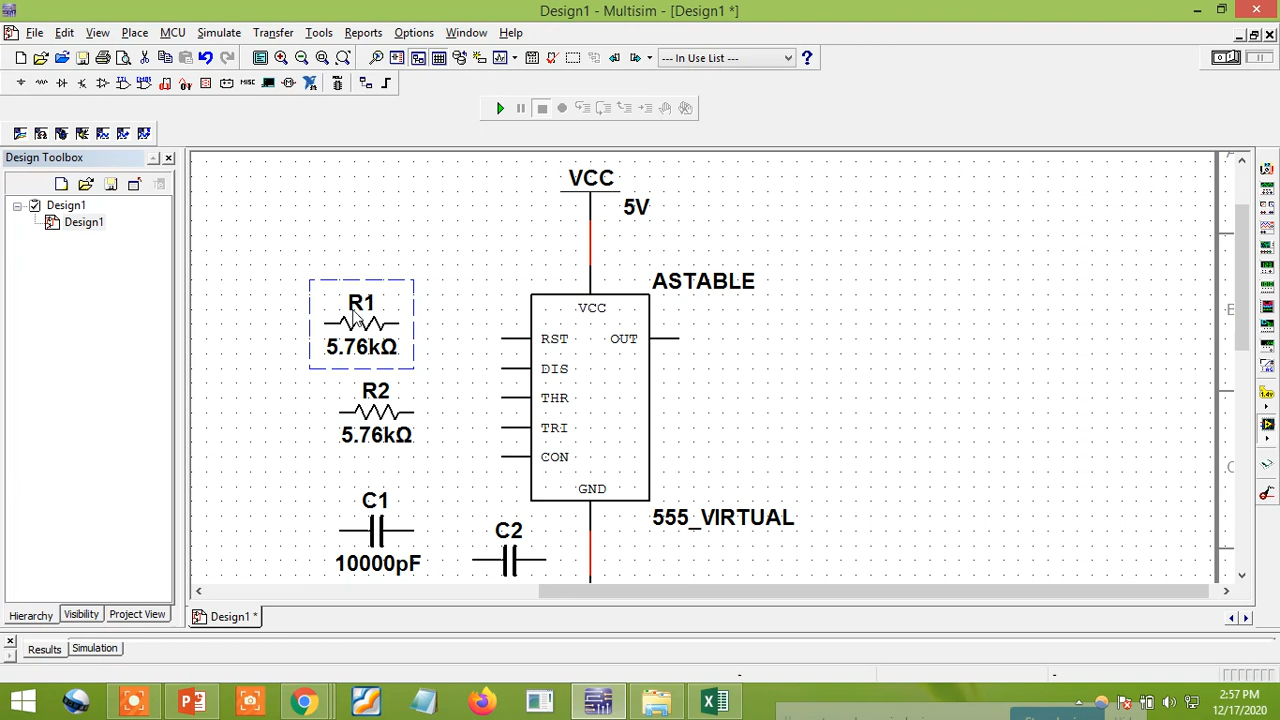 Design1 - Multisim - [Design1 *]
File Edit View Place MCU Simulate Transfer Tools Reports Options Window Help
--- In Use List ---
MISC
Design Toolbox
Design1
Design1
VCC
5V
ASTABLE
R1
5.76kΩ
VCC
RST OUT
DIS
THR
TRI
CON
GND
R2
5.76kΩ
555_VIRTUAL
C1
10000pF
C2
Hierarchy Visibility Project View
Design1 *
Results Simulation
2:57 PM
12/17/2020